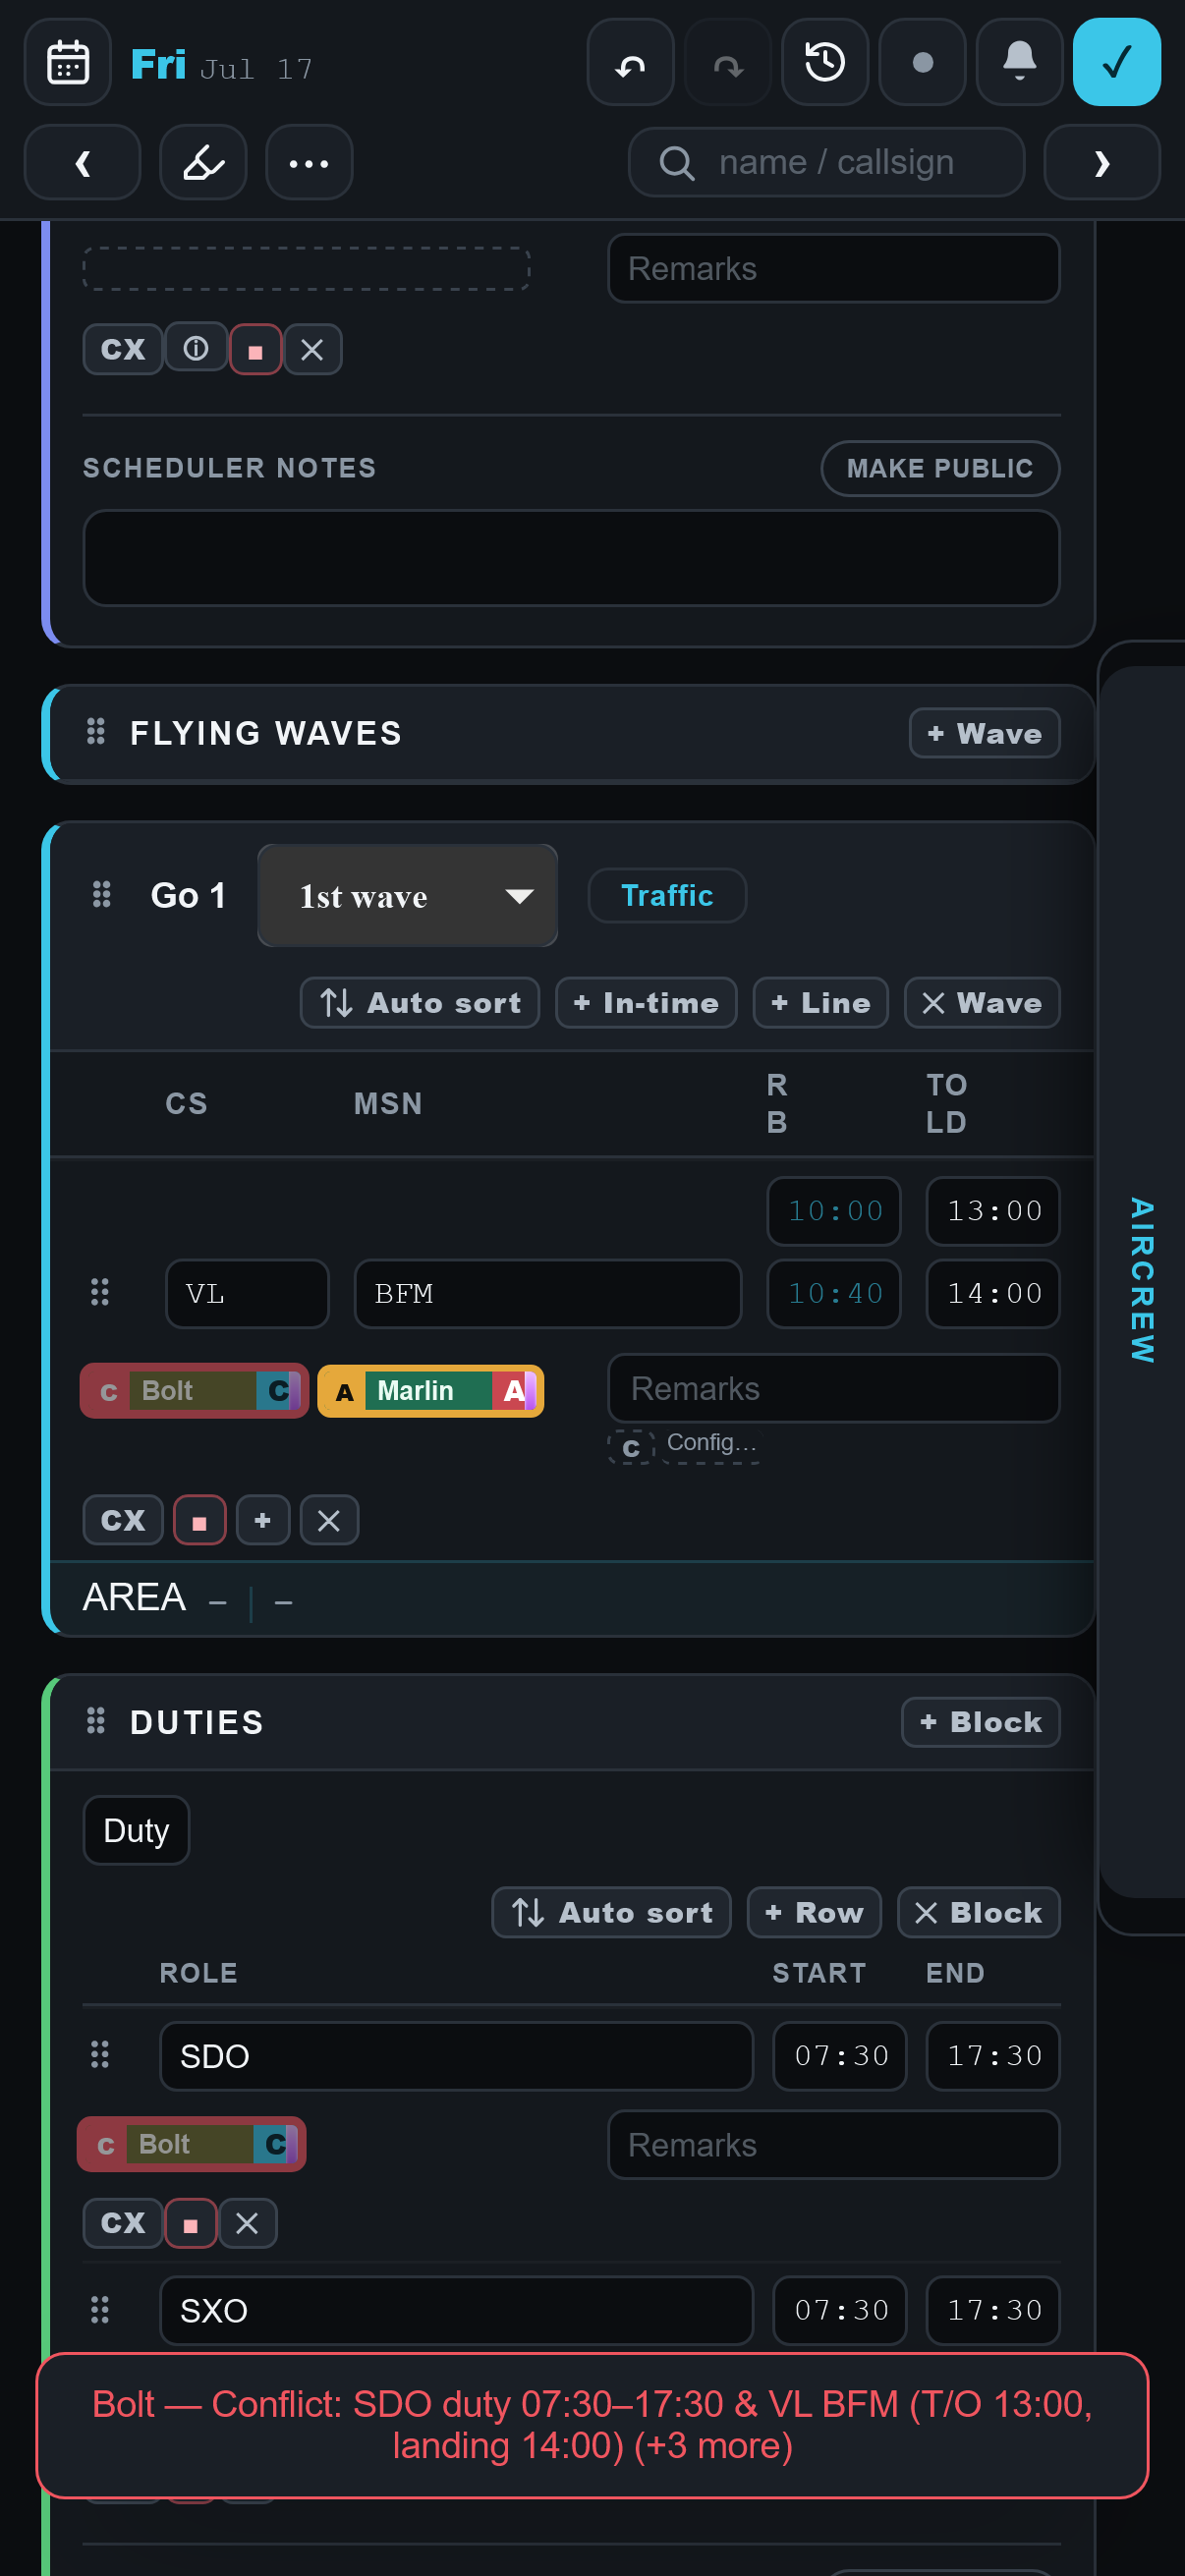 Fri Jul 17
name / callsign
Remarks
CX
SCHEDULER NOTES
MAKE PUBLIC
FLYING WAVES
+ Wave
Go 1
1st wave
Traffic
Auto sort
+ In-time
+ Line
× Wave
CS MSN R TO
B LD
10:00 13:00
VL BFM 10:40 14:00
C Bolt C
A Marlin A
Remarks
C Config...
CX
+
AREA – | –
AIRCREW
DUTIES
+ Block
Duty
Auto sort
+ Row
× Block
ROLE START END
SDO 07:30 17:30
C Bolt C
Remarks
CX
SXO 07:30 17:30
Bolt — Conflict: SDO duty 07:30–17:30 & VL BFM (T/O 13:00,
landing 14:00) (+3 more)